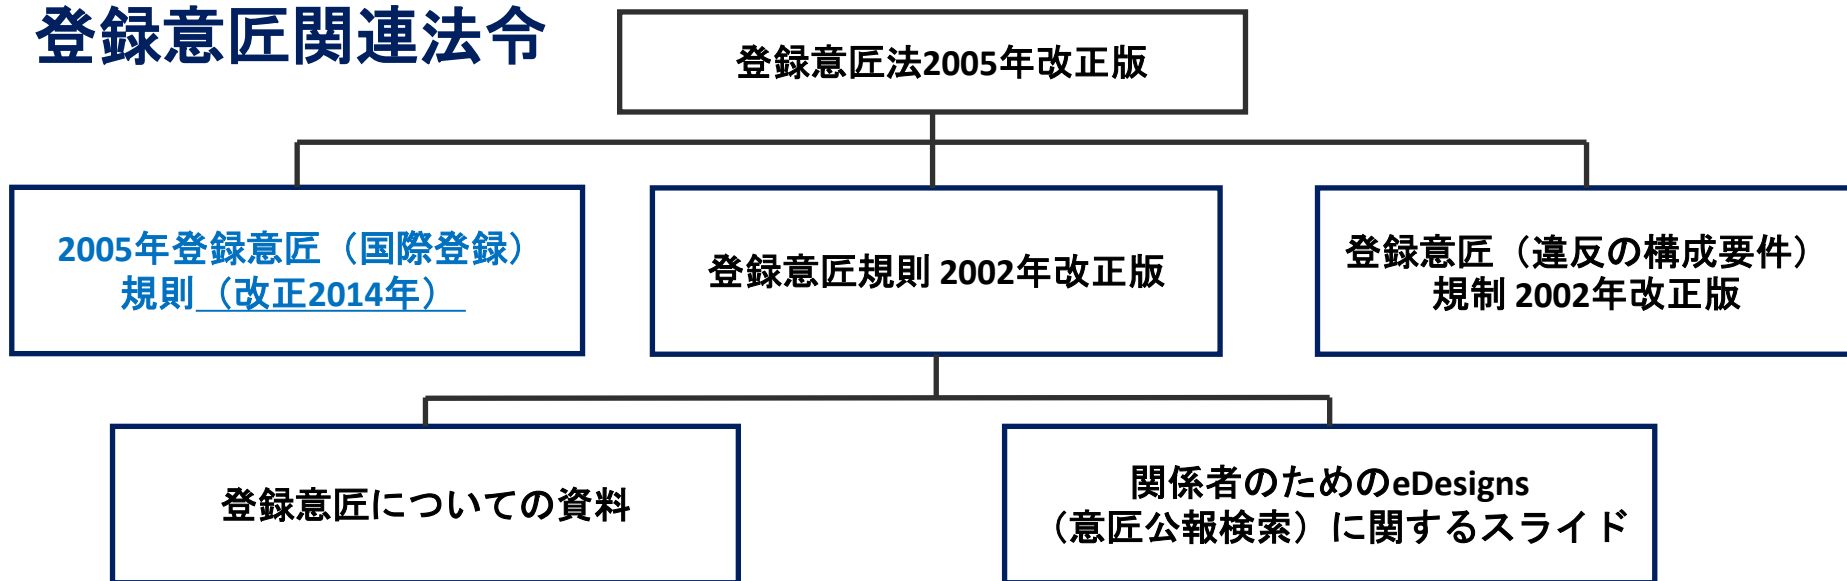 登録意匠関連法令
登録意匠法2005年改正版
2005年登録意匠（国際登録）
規則（改正2014年）
登録意匠規則 2002年改正版
登録意匠（違反の構成要件）
規制 2002年改正版
登録意匠についての資料
関係者のためのeDesigns
（意匠公報検索）に関するスライド